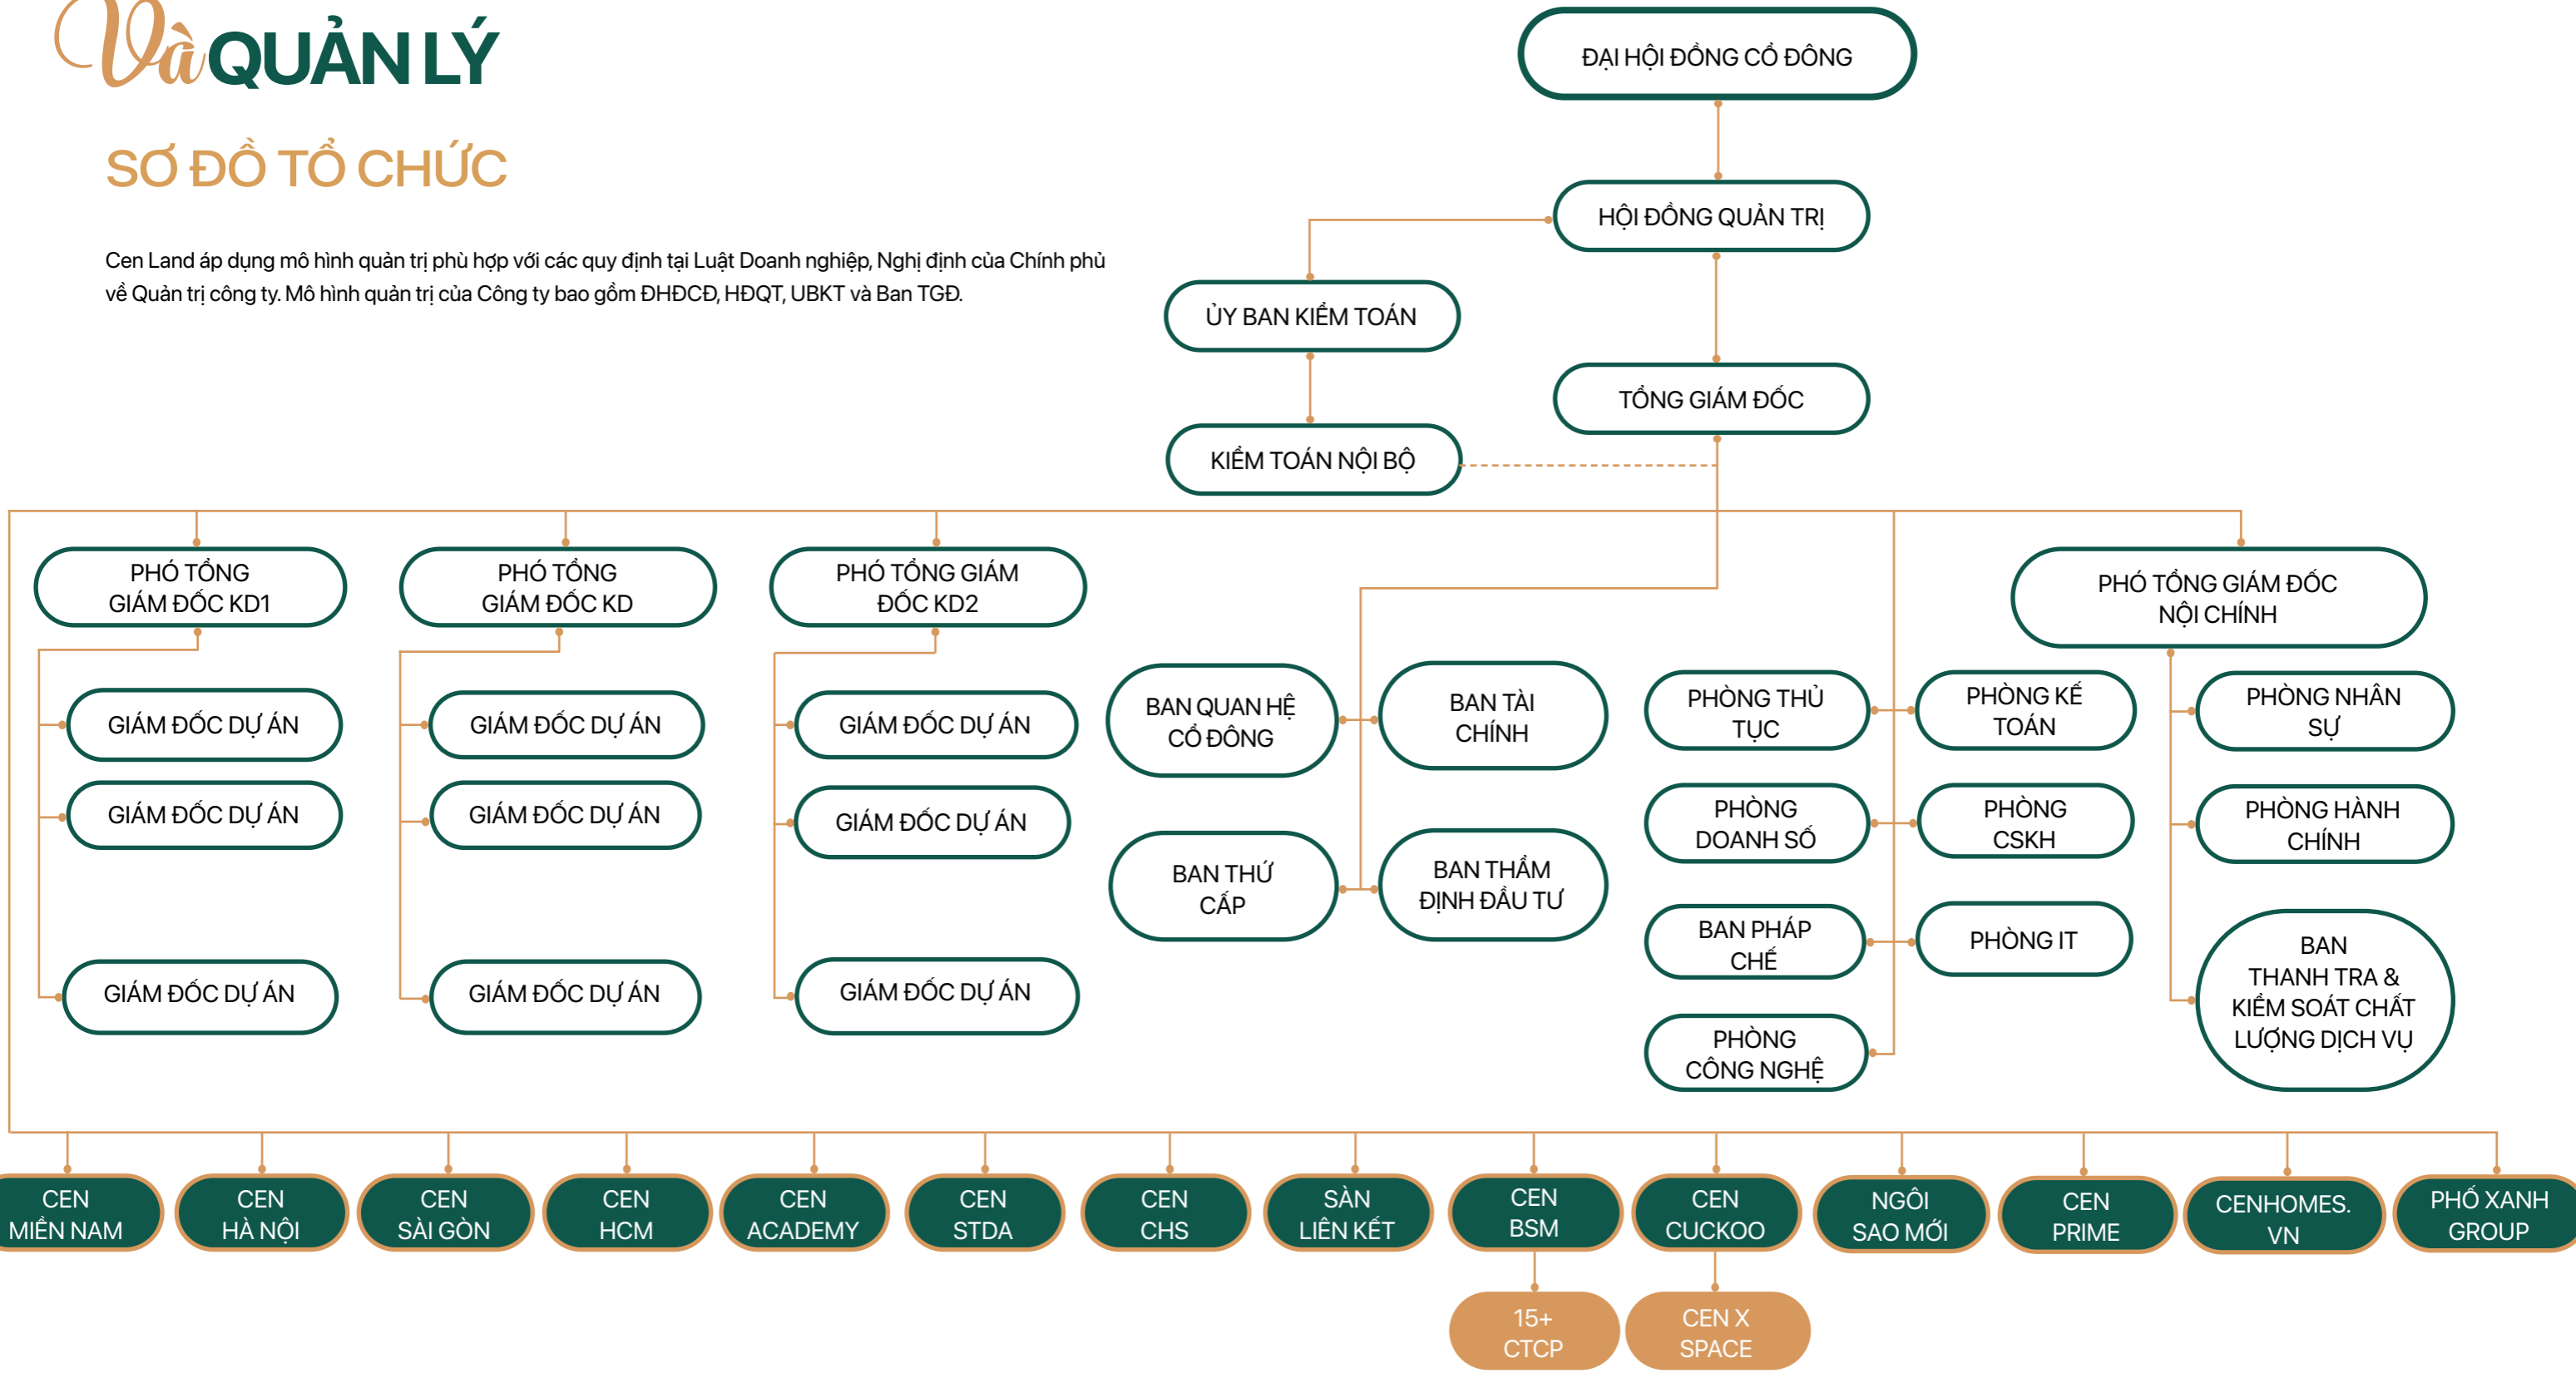 Và QUẢN LÝ
SƠ ĐỒ TỔ CHỨC
Cen Land áp dụng mô hình quản trị phù hợp với các quy định tại Luật Doanh nghiệp, Nghị định của Chính phủ
về Quản trị công ty. Mô hình quản trị của Công ty bao gồm ĐHĐCĐ, HĐQT, UBKT và Ban TGĐ.
ĐẠI HỘI ĐỒNG CỔ ĐÔNG
HỘI ĐỒNG QUẢN TRỊ
ỦY BAN KIỂM TOÁN
TỔNG GIÁM ĐỐC
KIỂM TOÁN NỘI BỘ
PHÓ TỔNG
GIÁM ĐỐC KD1
GIÁM ĐỐC DỰ ÁN
GIÁM ĐỐC DỰ ÁN
GIÁM ĐỐC DỰ ÁN
PHÓ TỔNG
GIÁM ĐỐC KD
GIÁM ĐỐC DỰ ÁN
GIÁM ĐỐC DỰ ÁN
GIÁM ĐỐC DỰ ÁN
PHÓ TỔNG GIÁM
ĐỐC KD2
GIÁM ĐỐC DỰ ÁN
GIÁM ĐỐC DỰ ÁN
GIÁM ĐỐC DỰ ÁN
BAN QUAN HỆ
CỔ ĐÔNG
BAN TÀI
CHÍNH
BAN THỨ
CẤP
BAN THẨM
ĐỊNH ĐẦU TƯ
PHÒNG THỦ
TỤC
PHÒNG KẾ
TOÁN
PHÒNG
DOANH SỐ
PHÒNG
CSKH
BAN PHÁP
CHẾ
PHÒNG IT
PHÒNG
CÔNG NGHỆ
PHÓ TỔNG GIÁM ĐỐC
NỘI CHÍNH
PHÒNG NHÂN
SỰ
PHÒNG HÀNH
CHÍNH
BAN
THANH TRA &
KIỂM SOÁT CHẤT
LƯỢNG DỊCH VỤ
CEN
MIỀN NAM
CEN
HÀ NỘI
CEN
SÀI GÒN
CEN
HCM
CEN
ACADEMY
CEN
STDA
CEN
CHS
SÀN
LIÊN KẾT
CEN
BSM
CEN
CUCKOO
NGÔI
SAO MỚI
CEN
PRIME
CENHOMES.
VN
PHỐ XANH
GROUP
15+
CTCP
CEN X
SPACE